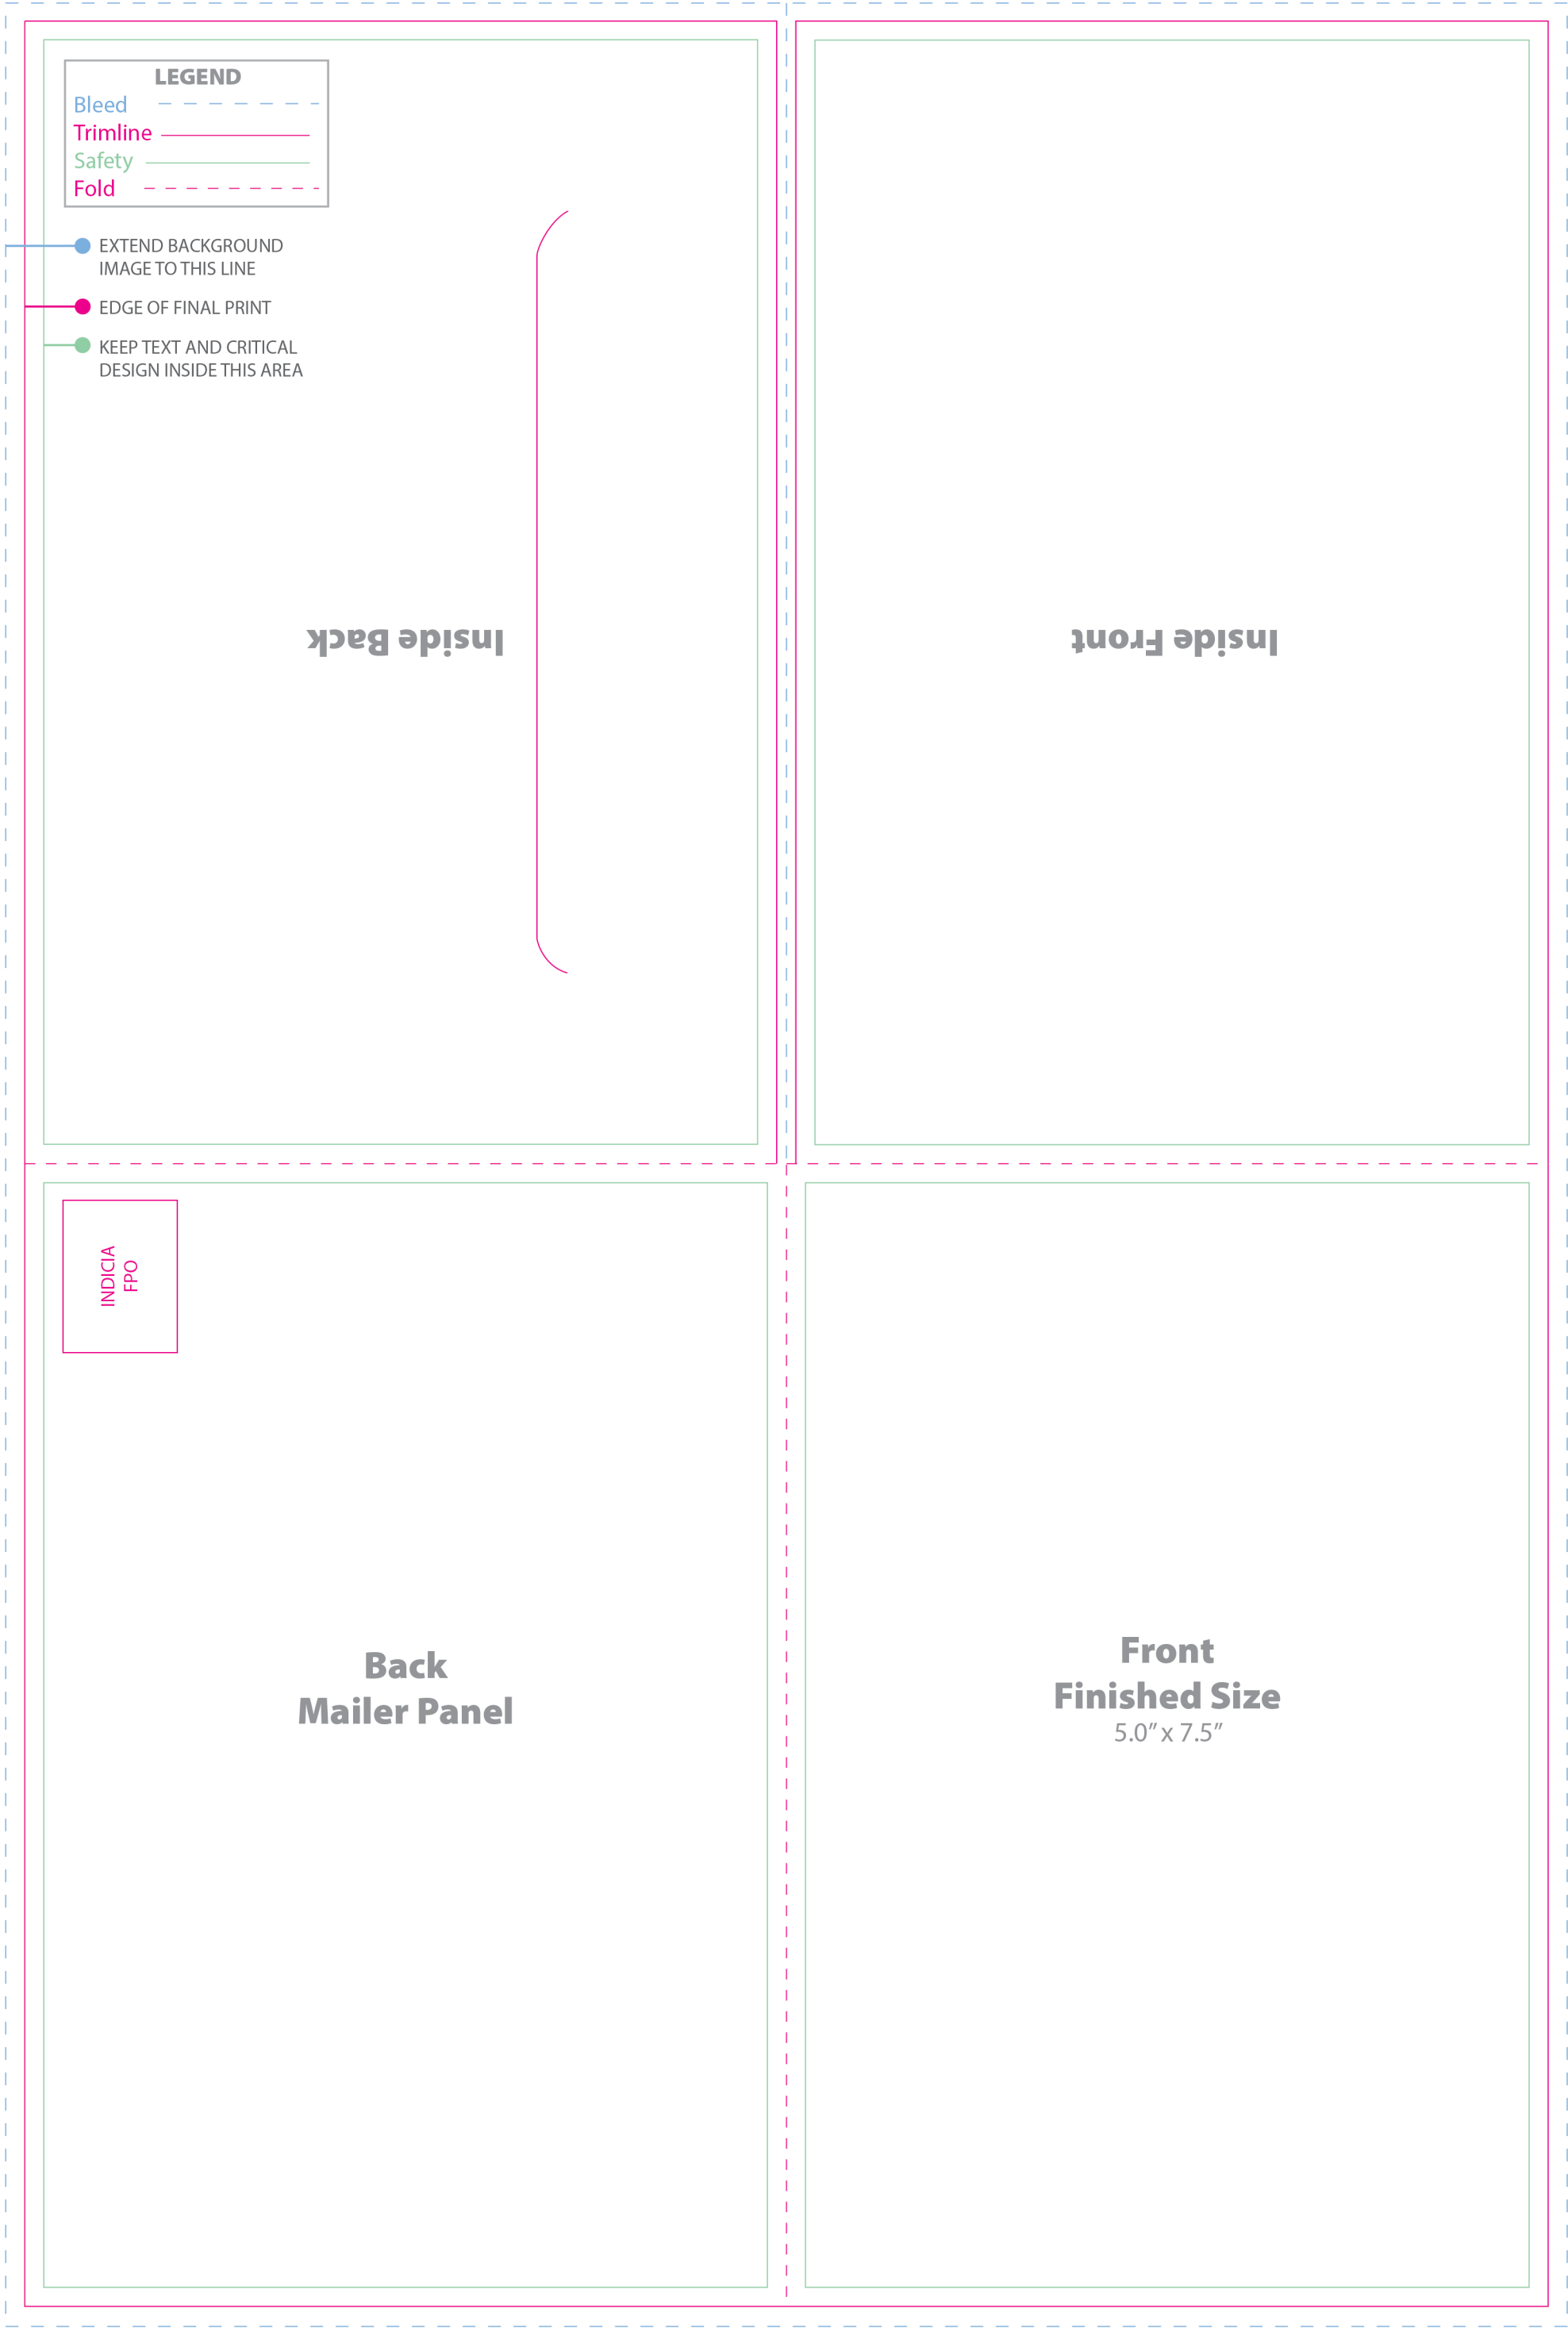 LEGEND
Bleed
Trimline
Safety
Fold
EXTEND BACKGROUND
IMAGE TO THIS LINE
EDGE OF FINAL PRINT
KEEP TEXT AND CRITICAL
DESIGN INSIDE THIS AREA
Inside Back
Inside Front
INDICIA
FPO
Back
Mailer Panel
Front
Finished Size
5.0” x 7.5”